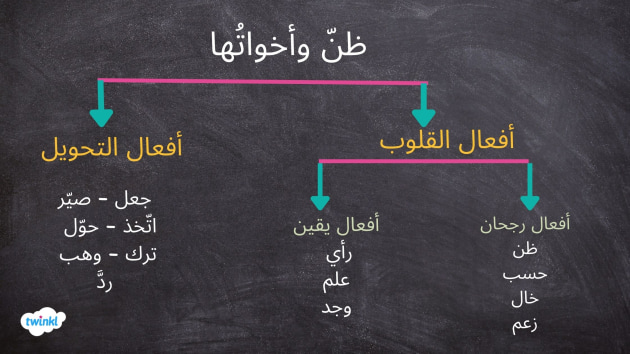 ظنّ وأخواتُها
أفعال القلوب
أفعال التحويل
أفعال رجحان
ظن
حسب
خال
زعم
أفعال يقين
رأي
علم
وجد
جعل – صيّر
اتّخذ – حوّل
ترك – وهب
ردَّ
twinkl